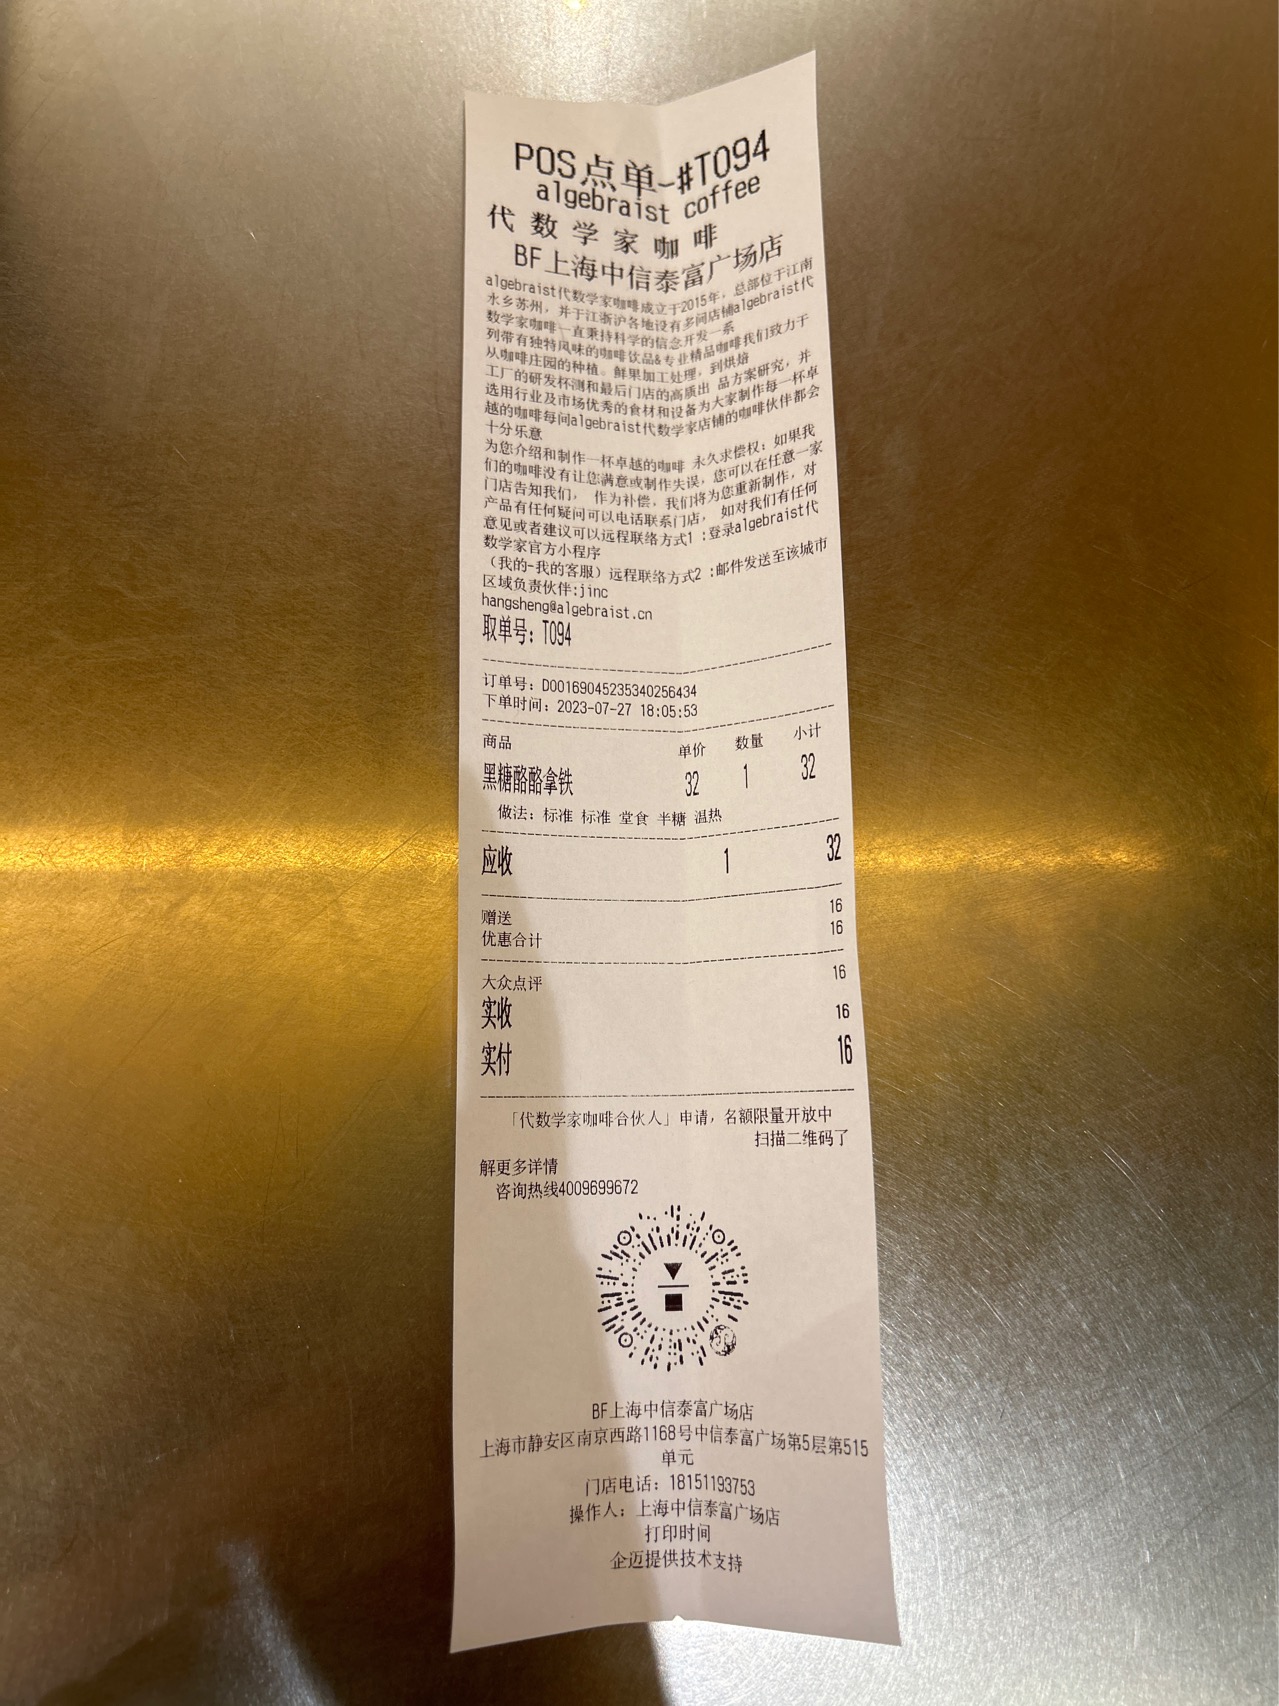 POS点单-#T094
algebraist coffee
代数学家咖啡
BF上海中信泰富广场店
algebraist代数学家咖啡成立于2015年，总部位于江南
水乡苏州，并于江浙沪各地设有多间店铺algebraist代
数学家咖啡一直秉持科学的信念开发一系
列带有独特风味的咖啡饮品&专业精品咖啡我们致力于
从咖啡庄园的种植。鲜果加工处理，到烘焙
工厂的研发杯测和最后门店的高质出 品方案研究，并
选用行业及市场优秀的食材和设备为大家制作每一杯卓
越的咖啡每间algebraist代数学家店铺的咖啡伙伴都会
十分乐意
为您介绍和制作一杯卓越的咖啡 永久求偿权：如果我
们的咖啡没有让您满意或制作失误，您可以在任意一家
门店告知我们， 作为补偿，我们将为您重新制作，对
产品有任何疑问可以电话联系门店， 如对我们有任何
意见或者建议可以远程联络方式1 :登录algebraist代
数学家官方小程序
（我的-我的客服）远程联络方式2 :邮件发送至该城市
区域负责伙伴:jinc
hangsheng@algebraist.cn
取单号：T094
订单号：D00169045235340256434
下单时间：2023-07-27 18:05:53
商品 单价 数量 小计
黑糖酪酪拿铁 32 1 32
做法：标准 标准 堂食 半糖 温热
应收 1 32
赠送 16
优惠合计 16
大众点评 16
实收 16
实付 16
「代数学家咖啡合伙人」申请，名额限量开放中
扫描二维码了
解更多详情
咨询热线4009699672
BF上海中信泰富广场店
上海市静安区南京西路1168号中信泰富广场第5层第515
单元
门店电话：18151193753
操作人：上海中信泰富广场店
打印时间
企迈提供技术支持